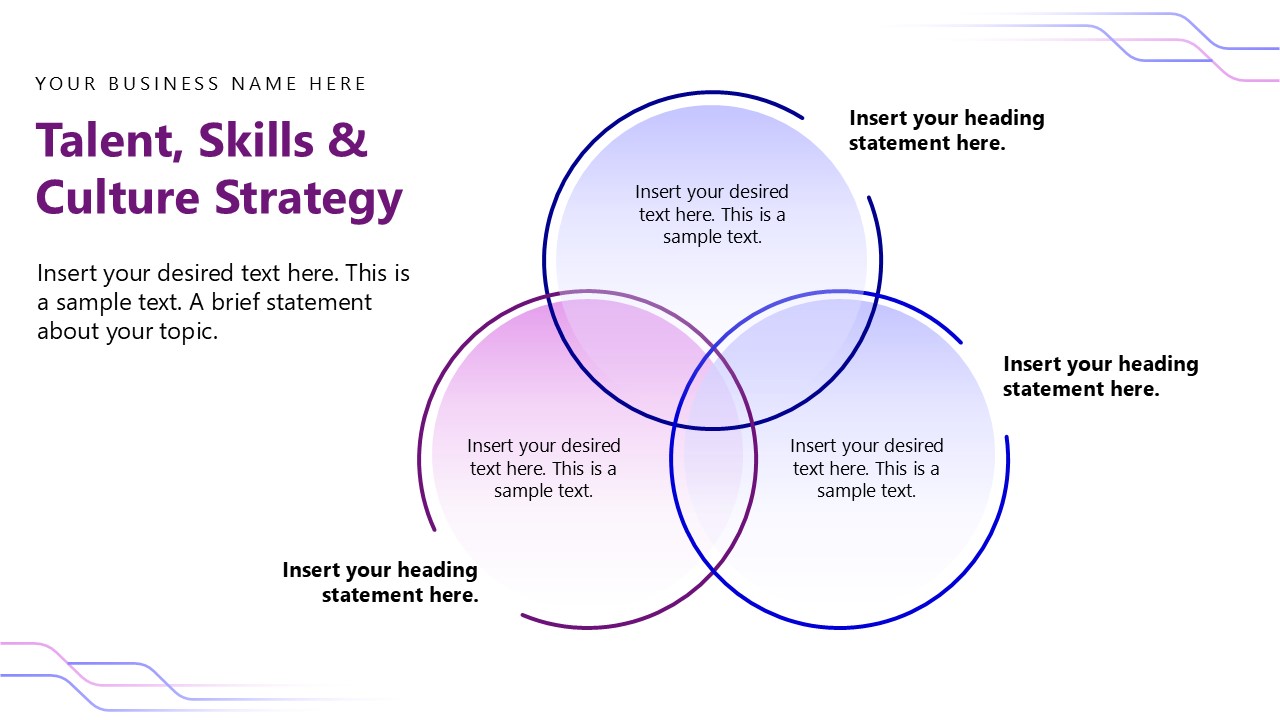 YOUR BUSINESS NAME HERE
Talent, Skills &
Culture Strategy
Insert your desired text here. This is
a sample text. A brief statement
about your topic.
Insert your heading
statement here.
Insert your desired
text here. This is a
sample text.
Insert your heading
statement here.
Insert your desired
text here. This is a
sample text.
Insert your desired
text here. This is a
sample text.
Insert your heading
statement here.